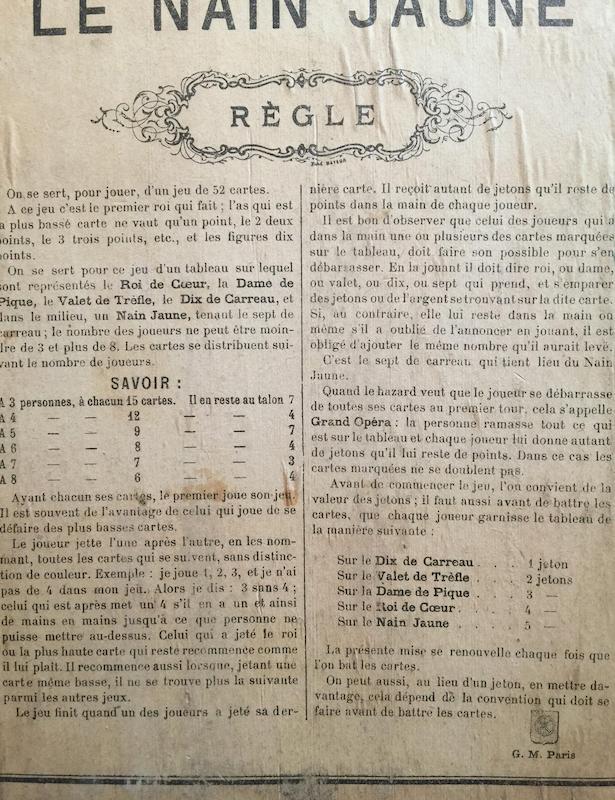 LE NAIN JAUNE
RÈGLE
On se sert, pour jouer, d'un jeu de 52 cartes.
A ce jeu c'est le premier roi qui fait ; l'as qui est
a plus basse carte ne vaut qu'un point, le 2 deux
points, le 3 trois points, etc., et les figures dix
points.
On se sert pour ce jeu d'un tableau sur lequel
sont représentés le Roi de Cœur, la Dame de
Pique, le Valet de Trèfle, le Dix de Carreau, et
dans le milieu, un Nain Jaune, tenant le sept de
carreau ; le nombre des joueurs ne peut être moin-
dre de 3 et plus de 8. Les cartes se distribuent sui-
vant le nombre de joueurs.
SAVOIR :
A 3 personnes, à chacun 15 cartes. Il en reste au talon 7
A 4 — — 12 — — 4
A 5 — — 9 — — 7
A 6 — — 8 — — 4
A 7 — — 7 — — 3
A 8 — — 6 — — 4
Ayant chacun ses cartes, le premier joue son jeu.
Il est souvent de l'avantage de celui qui joue de se
défaire des plus basses cartes.
Le joueur jette l'une après l'autre, en les nom-
mant, toutes les cartes qui se suivent, sans distinc-
tion de couleur. Exemple : je joue 1, 2, 3, et je n'ai
pas de 4 dans mon jeu. Alors je dis : 3 sans 4 ;
celui qui est après met un 4 s'il en a un et ainsi
de mains en mains jusqu'à ce que personne ne
puisse mettre au-dessus. Celui qui a jeté le roi
ou la plus haute carte qui reste recommence comme
il lui plait. Il recommence aussi lorsque, jetant une
carte même basse, il ne se trouve plus la suivante
parmi les autres jeux.
Le jeu finit quand un des joueurs a jeté sa der-
nière carte. Il reçoit autant de jetons qu'il reste de
points dans la main de chaque joueur.
Il est bon d'observer que celui des joueurs qui a
dans la main une ou plusieurs des cartes marquées
sur le tableau, doit faire son possible pour s'en
débarrasser. En la jouant il doit dire roi, ou dame,
ou valet, ou dix, ou sept qui prend, et s'emparer
des jetons ou de l'argent se trouvant sur la dite carte.
Si, au contraire, elle lui reste dans la main ou
même s'il a oublié de l'annoncer en jouant, il est
obligé d'ajouter le même nombre qu'il aurait levé.
C'est le sept de carreau qui tient lieu du Nain
Jaune.
Quand le hazard veut que le joueur se débarrasse
de toutes ses cartes au premier tour, cela s'appelle
Grand Opéra : la personne ramasse tout ce qui
est sur le tableau et chaque joueur lui donne autant
de jetons qu'il lui reste de points. Dans ce cas les
cartes marquées ne se doublent pas.
Avant de commencer le jeu, l'on convient de la
valeur des jetons ; il faut aussi avant de battre les
cartes, que chaque joueur garnisse le tableau de
la manière suivante :
Sur le Dix de Carreau . . . 1 jeton
Sur le Valet de Trèfle . . . 2 jetons
Sur la Dame de Pique . . . 3 —
Sur le Roi de Cœur . . . . 4 —
Sur le Nain Jaune . . . . 5 —
La présente mise se renouvelle chaque fois que
l'on bat les cartes.
On peut aussi, au lieu d'un jeton, en mettre da-
vantage, cela dépend de la convention qui doit se
faire avant de battre les cartes.
G. M. Paris